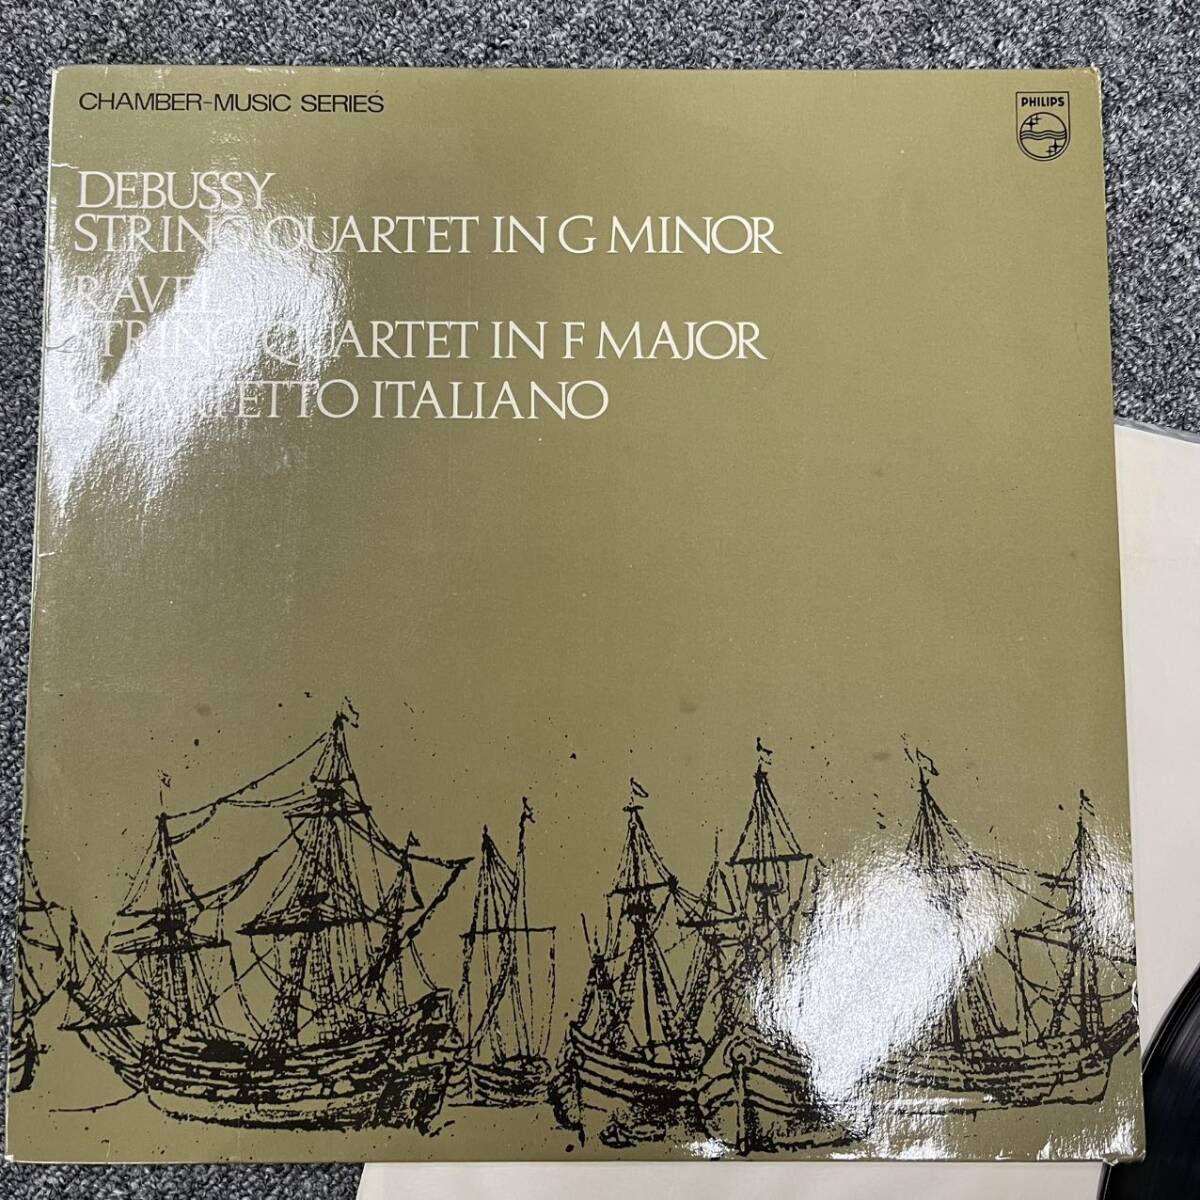 CHAMBER-MUSIC SERIES
PHILIPS
DEBUSSY
STRING QUARTET IN G MINOR
RAVEL
STRING QUARTET IN F MAJOR
QUARTETTO ITALIANO